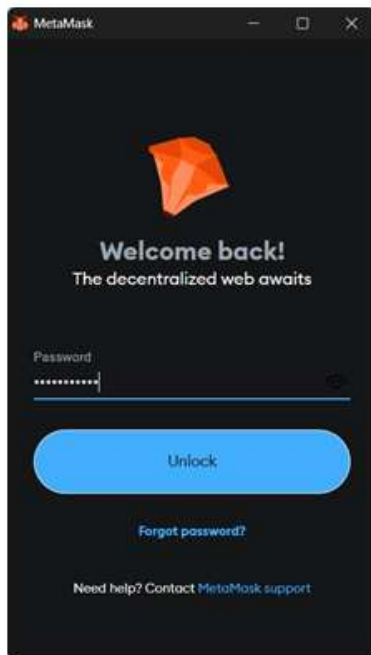 MetaMask
Welcome back!
The decentralized web awaits
Password
•••••••••••
Unlock
Forgot password?
Need help? Contact MetaMask support